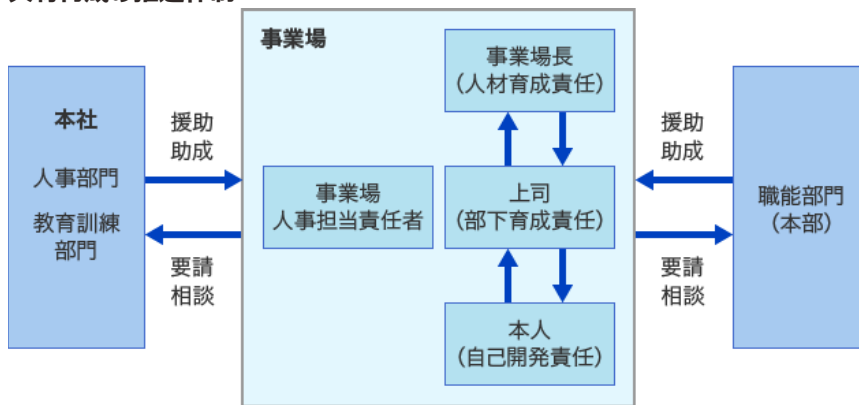 事業場
事業場長
（人材育成責任）
本社
人事部門
教育訓練
部門
援助
助成
要請
相談
事業場
人事担当責任者
上司
（部下育成責任）
本人
（自己開発責任）
援助
助成
要請
相談
職能部門
（本部）